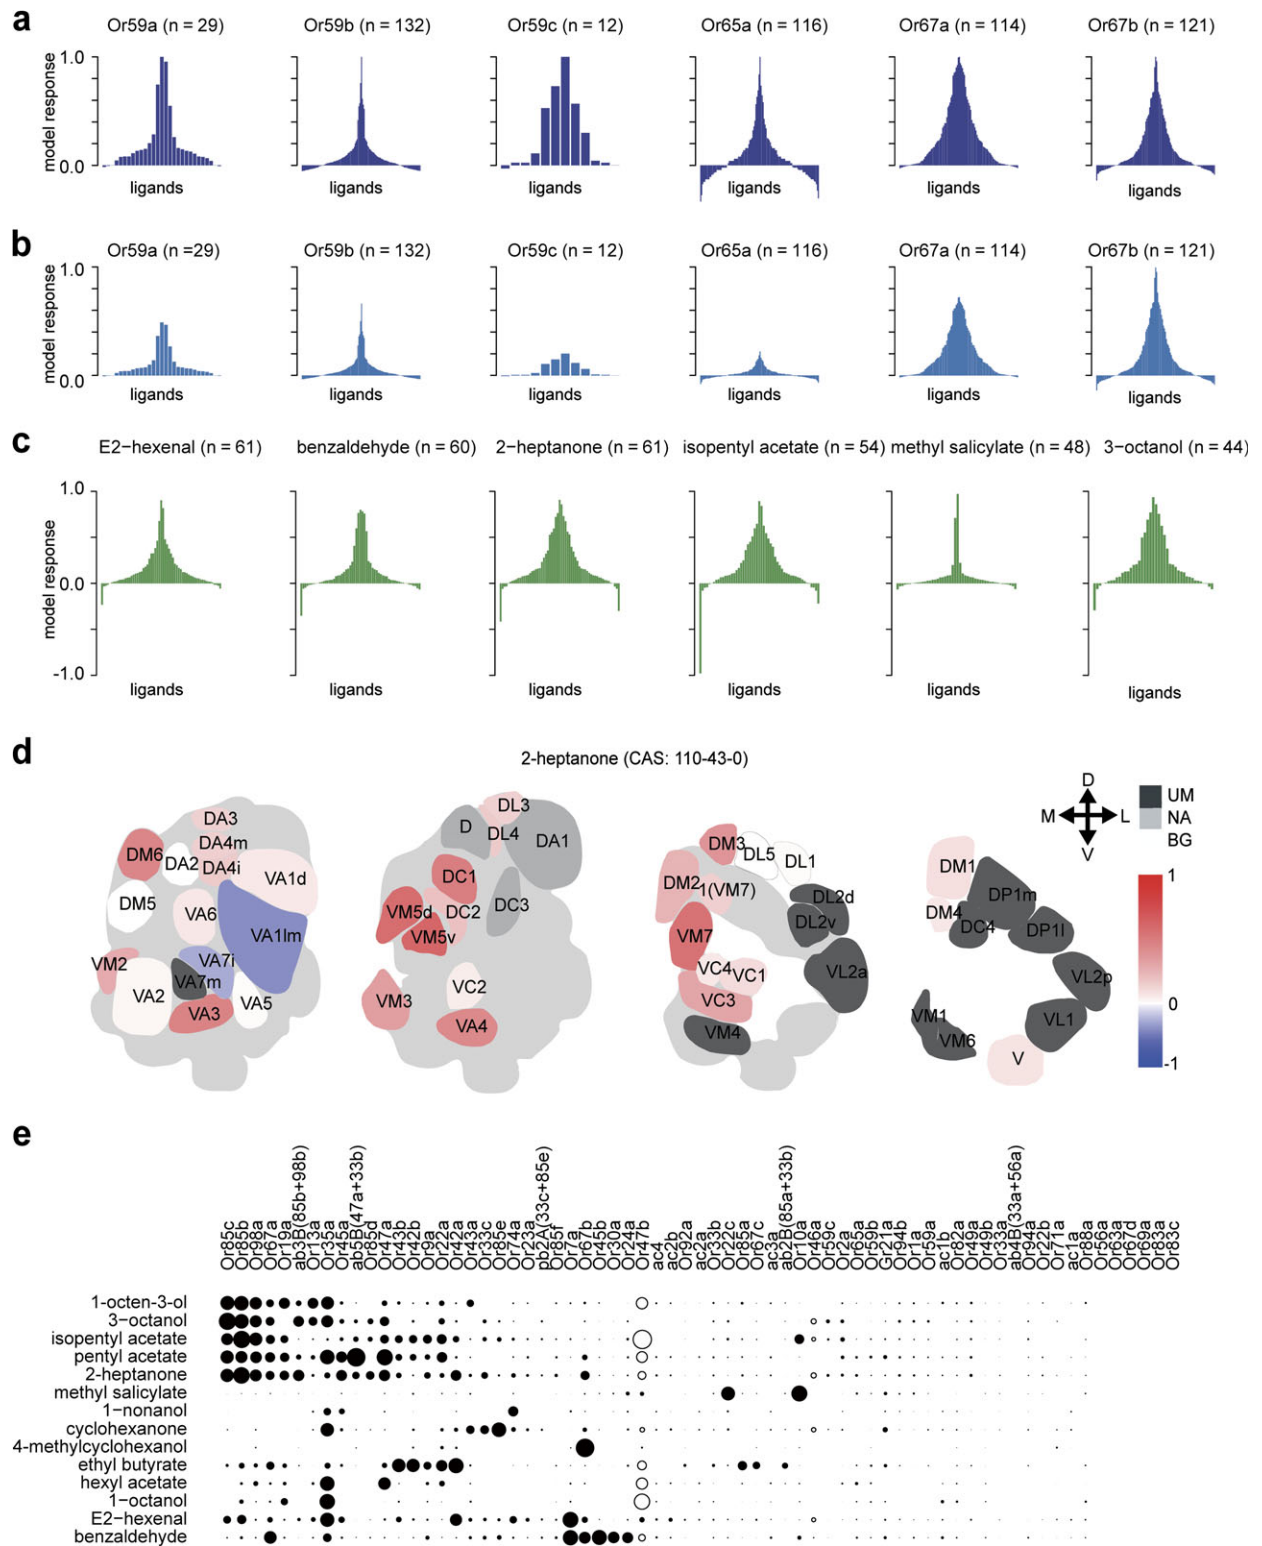 a
Or59a (n = 29) Or59b (n = 132) Or59c (n = 12) Or65a (n = 116) Or67a (n = 114) Or67b (n = 121)
1.0
model response
0.0
ligands ligands ligands ligands ligands ligands
b
Or59a (n =29) Or59b (n = 132) Or59c (n = 12) Or65a (n = 116) Or67a (n = 114) Or67b (n = 121)
1.0
model response
0.0
ligands ligands ligands ligands ligands ligands
c
E2−hexenal (n = 61) benzaldehyde (n = 60) 2−heptanone (n = 61) isopentyl acetate (n = 54) methyl salicylate (n = 48) 3−octanol (n = 44)
1.0
model response
0.0
-1.0
ligands ligands ligands ligands ligands ligands
d
2-heptanone (CAS: 110-43-0)
DA3
DA4m
DM6 DA2 DA4i
VA1d
DM5 VA6
VA1lm
VM2 VA7i
VA7m
VA2 VA3 VA5
DL3
D DL4 DA1
DC1
VM5d DC2 DC3
VM5v
VM3 VC2
VA4
DM3 DL5 DL1
DM2 1(VM7)
DL2d
DL2v
VM7
VC4 VC1 VL2a
VC3
VM4
DM1
DP1m
DM4 DC4 DP1l
VL2p
VM1 VL1
VM6
V
D
M L
V
UM
NA
BG
1
0
-1
e
Or85c Or85b Or98a Or67a Or19a ab3B(85b+98b) Or13a Or35a Or45a ab5B(47a+33b) Or85d Or47a Or43b Or42b Or9a Or22a Or42a Or43a Or33c Or85e Or74a Or23a pb2A(33c+85e) Or85f Or7a Or67b Or45b Or30a Or24a Or47b ac4 ac2b Or92a ac2a Or33b Or22c Or85a Or67c ac3a ab2B(85a+33b) Or10a Or46a Or59c Or2a Or65a Or59b Gr21a Or94b Or1a Or59a ac1b Or82a Or49a Or49b Or33a ab4B(33a+56a) Or94a Or22b Or71a ac1a Or88a Or56a Or63a Or67d Or69a Or83a Or83c
1-octen-3-ol
3-octanol
isopentyl acetate
pentyl acetate
2-heptanone
methyl salicylate
1-nonanol
cyclohexanone
4-methylcyclohexanol
ethyl butyrate
hexyl acetate
1−octanol
E2−hexenal
benzaldehyde